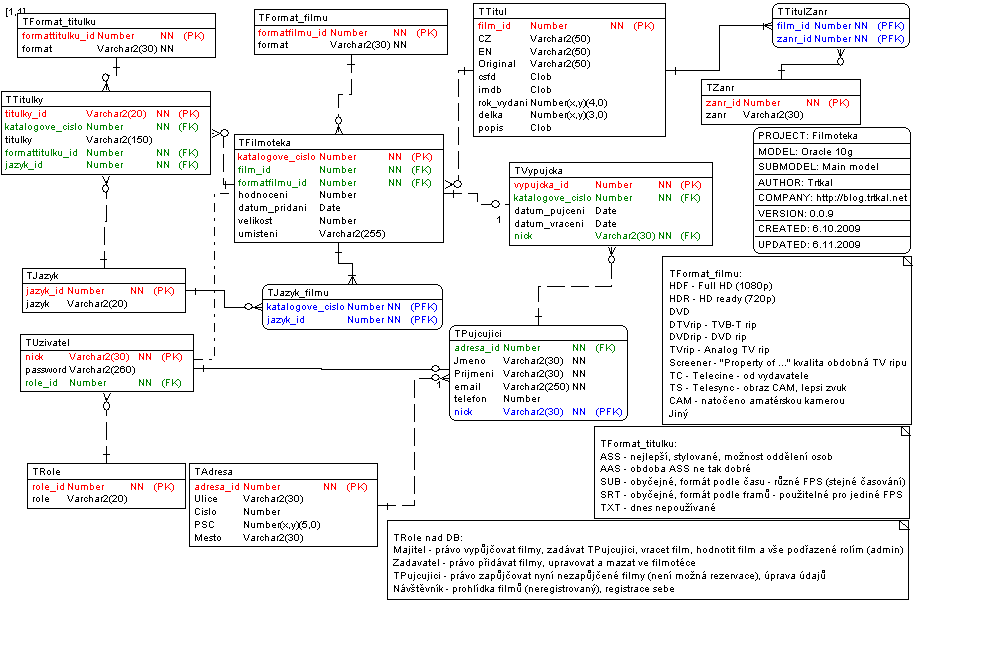 [1,1]
TFormat_titulku
formattitulku_id Number NN (PK)
format Varchar2(30) NN
TFormat_filmu
formatfilmu_id Number NN (PK)
format Varchar2(30) NN
TTitul
film_id Number NN (PK)
CZ Varchar2(50)
EN Varchar2(50)
Original Varchar2(50)
csfd Clob
imdb Clob
rok_vydani Number(x,y)(4,0)
delka Number(x,y)(3,0)
popis Clob
TTitulZanr
film_id Number NN (PFK)
zanr_id Number NN (PFK)
TZanr
zanr_id Number NN (PK)
zanr Varchar2(30)
TTitulky
titulky_id Varchar2(20) NN (PK)
katalogove_cislo Number NN (FK)
titulky Varchar2(150)
formattitulku_id Number NN (FK)
jazyk_id Number NN (FK)
TFilmoteka
katalogove_cislo Number NN (PK)
film_id Number NN (FK)
formatfilmu_id Number NN (FK)
hodnoceni Number
datum_pridani Date
velikost Number
umisteni Varchar2(255)
TVypujcka
vypujcka_id Number NN (PK)
katalogove_cislo Number NN (FK)
datum_pujceni Date
datum_vraceni Date
nick Varchar2(30) NN (FK)
1
PROJECT: Filmoteka
MODEL: Oracle 10g
SUBMODEL: Main model
AUTHOR: Trtkal
COMPANY: http://blog.trtkal.net
VERSION: 0.0.9
CREATED: 6.10.2009
UPDATED: 6.11.2009
TJazyk
jazyk_id Number NN (PK)
jazyk Varchar2(20)
TJazyk_filmu
katalogove_cislo Number NN (PFK)
jazyk_id Number NN (PFK)
TUzivatel
nick Varchar2(30) NN (PK)
password Varchar2(260)
role_id Number NN (FK)
TPujcujici
adresa_id Number NN (FK)
Jmeno Varchar2(30) NN
Prijmeni Varchar2(30) NN
email Varchar2(250) NN
telefon Number
nick Varchar2(30) NN (PFK)
1
TFormat_filmu:
HDF - Full HD (1080p)
HDR - HD ready (720p)
DVD
DTVrip - TVB-T rip
DVDrip - DVD rip
TVrip - Analog TV rip
Screener - "Property of ..." kvalita obdobná TV ripu
TC - Telecine - od vydavatele
TS - Telesync - obraz CAM, lepsi zvuk
CAM - natočeno amatérskou kamerou
Jiný
TRole
role_id Number NN (PK)
role Varchar2(20)
TAdresa
adresa_id Number NN (PK)
Ulice Varchar2(30)
Cislo Number
PSC Number(x,y)(5,0)
Mesto Varchar2(30)
TFormat_titulku:
ASS - nejlepší, stylované, možnost oddělení osob
AAS - obdoba ASS ne tak dobré
SUB - obyčejné, formát podle času - různé FPS (stejné časování)
SRT - obyčejné, formát podle framů - použitelné pro jediné FPS
TXT - dnes nepoužívané
TRole nad DB:
Majitel - právo vypůjčovat filmy, zadávat TPujcujici, vracet film, hodnotit film a vše podřazené rolím (admin)
Zadavatel - právo přidávat filmy, upravovat a mazat ve filmotéce
TPujcujici - právo zapůjčovat nyní nezapůjčené filmy (není možná rezervace), úprava údajů
Návštěvník - prohlídka filmů (neregistrovaný), registrace sebe